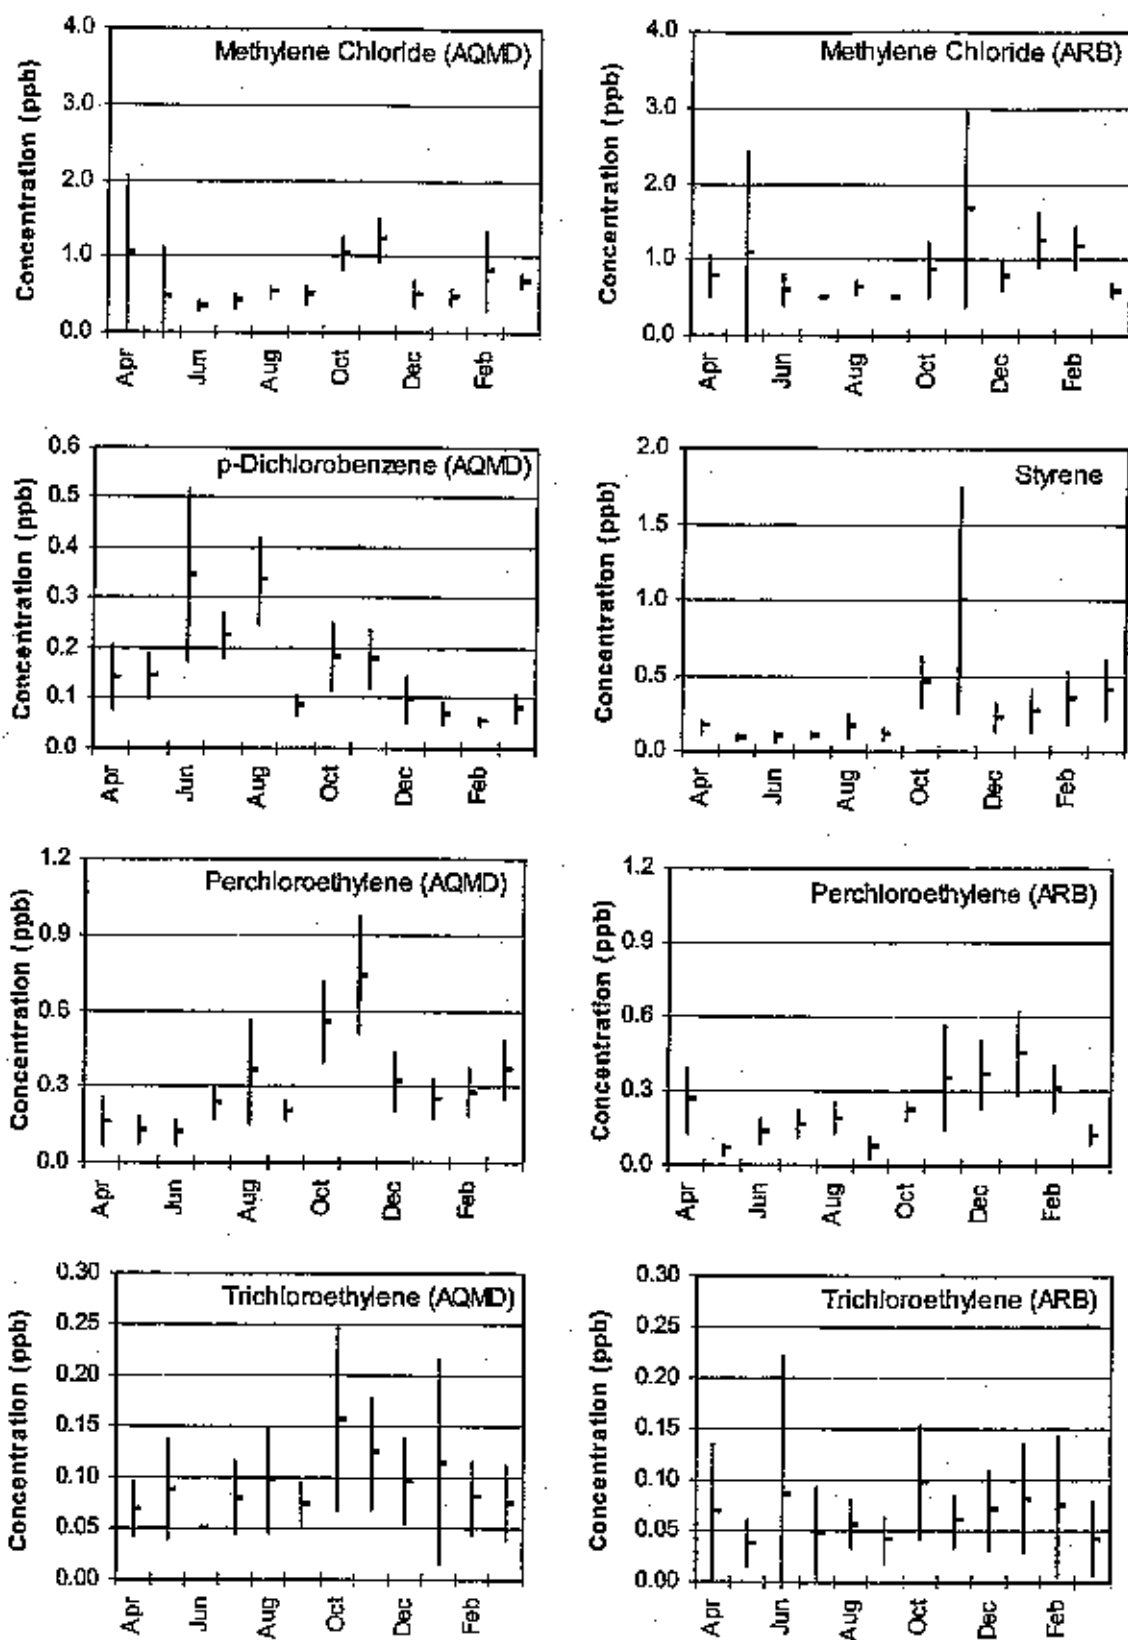 Methylene Chloride (AQMD)
Concentration (ppb)
4.0
3.0
2.0
1.0
0.0
Apr
Jun
Aug
Oct
Dec
Feb
Methylene Chloride (ARB)
Concentration (ppb)
4.0
3.0
2.0
1.0
0.0
Apr
Jun
Aug
Oct
Dec
Feb
p-Dichlorobenzene (AQMD)
Concentration (ppb)
0.6
0.5
0.4
0.3
0.2
0.1
0.0
Apr
Jun
Aug
Oct
Dec
Feb
Styrene
Concentration (ppb)
2.0
1.5
1.0
0.5
0.0
Apr
Jun
Aug
Oct
Dec
Feb
Perchloroethylene (AQMD)
Concentration (ppb)
1.2
0.9
0.6
0.3
0.0
Apr
Jun
Aug
Oct
Dec
Feb
Perchloroethylene (ARB)
Concentration (ppb)
1.2
0.9
0.6
0.3
0.0
Apr
Jun
Aug
Oct
Dec
Feb
Trichloroethylene (AQMD)
Concentration (ppb)
0.30
0.25
0.20
0.15
0.10
0.05
0.00
Apr
Jun
Aug
Oct
Dec
Feb
Trichloroethylene (ARB)
Concentration (ppb)
0.30
0.25
0.20
0.15
0.10
0.05
0.00
Apr
Jun
Aug
Oct
Dec
Feb